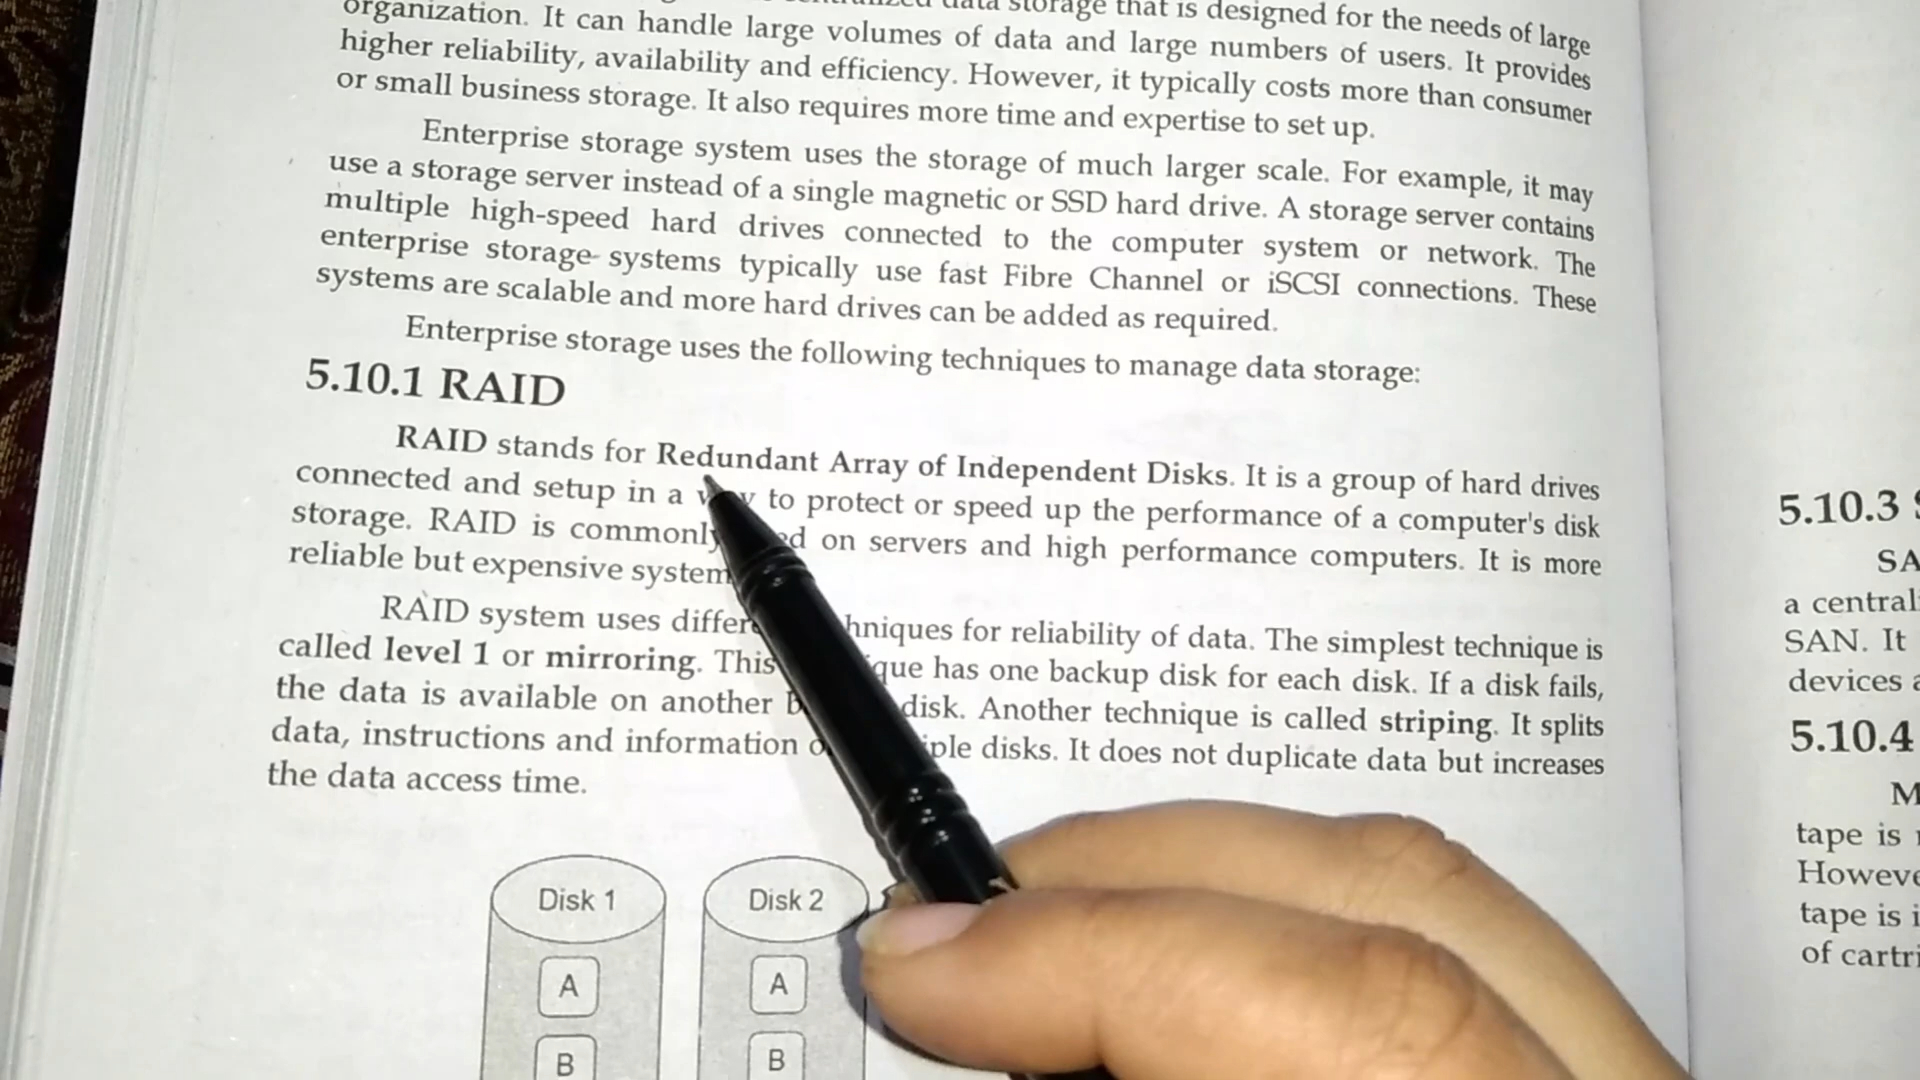 data storage that is designed for the needs of large
organization. It can handle large volumes of data and large numbers of users. It provides
higher reliability, availability and efficiency. However, it typically costs more than consumer
or small business storage. It also requires more time and expertise to set up.
Enterprise storage system uses the storage of much larger scale. For example, it may
use a storage server instead of a single magnetic or SSD hard drive. A storage server contains
multiple high-speed hard drives connected to the computer system or network. The
enterprise storage systems typically use fast Fibre Channel or iSCSI connections. These
systems are scalable and more hard drives can be added as required.
Enterprise storage uses the following techniques to manage data storage:
5.10.1 RAID
RAID stands for Redundant Array of Independent Disks. It is a group of hard drives
connected and setup in a to protect or speed up the performance of a computer's disk
storage. RAID is commonly on servers and high performance computers. It is more
reliable but expensive system
RAID system uses for reliability of data. The simplest technique is
called level 1 or mirroring. This has one backup disk for each disk. If a disk fails,
the data is available on another disk. Another technique is called striping. It splits
data, instructions and information disks. It does not duplicate data but increases
the data access time.
Disk 1 Disk 2
A A
B B
5.10.3
a
SAN. It
devices
5.10.4
tape is
tape is
of